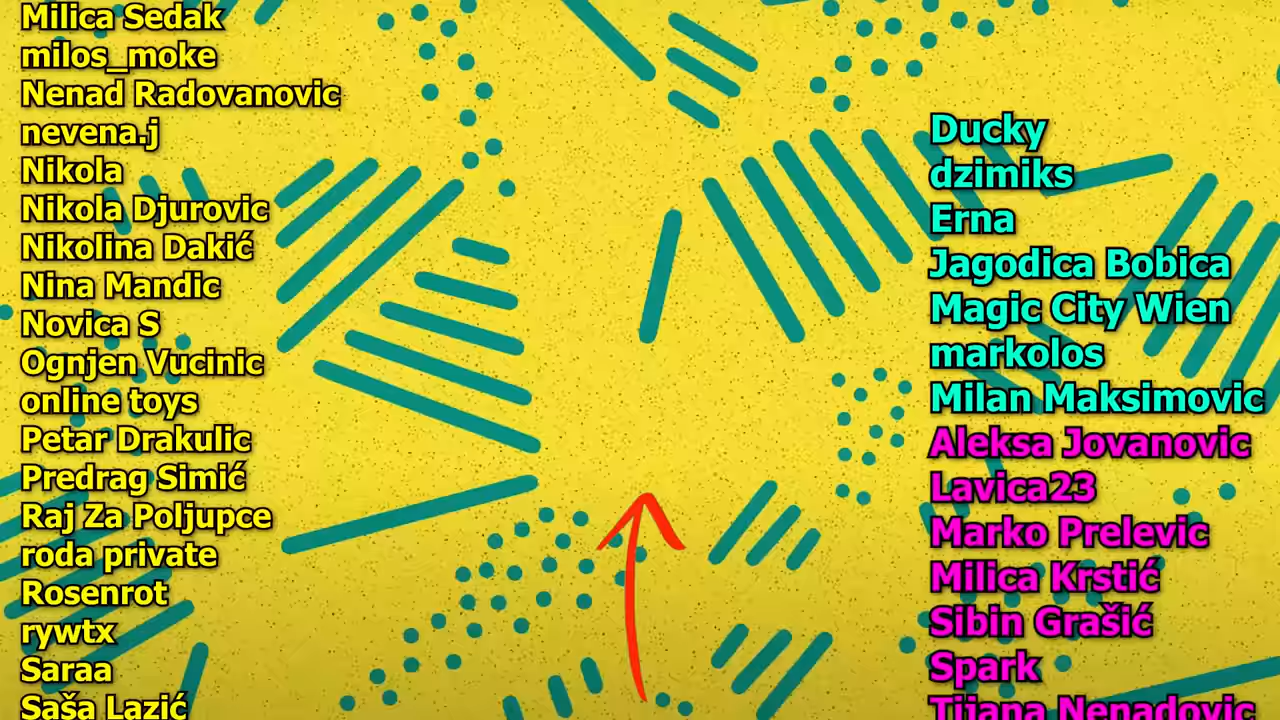 Milica Sedak
milos_moke
Nenad Radovanovic
nevena.j
Nikola
Nikola Djurovic
Nikolina Dakić
Nina Mandic
Novica S
Ognjen Vucinic
online toys
Petar Drakulic
Predrag Simić
Raj Za Poljupce
roda private
Rosenrot
rywtx
Saraa
Saša Lazić
Ducky
dzimiks
Erna
Jagodica Bobica
Magic City Wien
markolos
Milan Maksimovic
Aleksa Jovanovic
Lavica23
Marko Prelevic
Milica Krstić
Sibin Grašić
Spark
Tijana Nenadovic